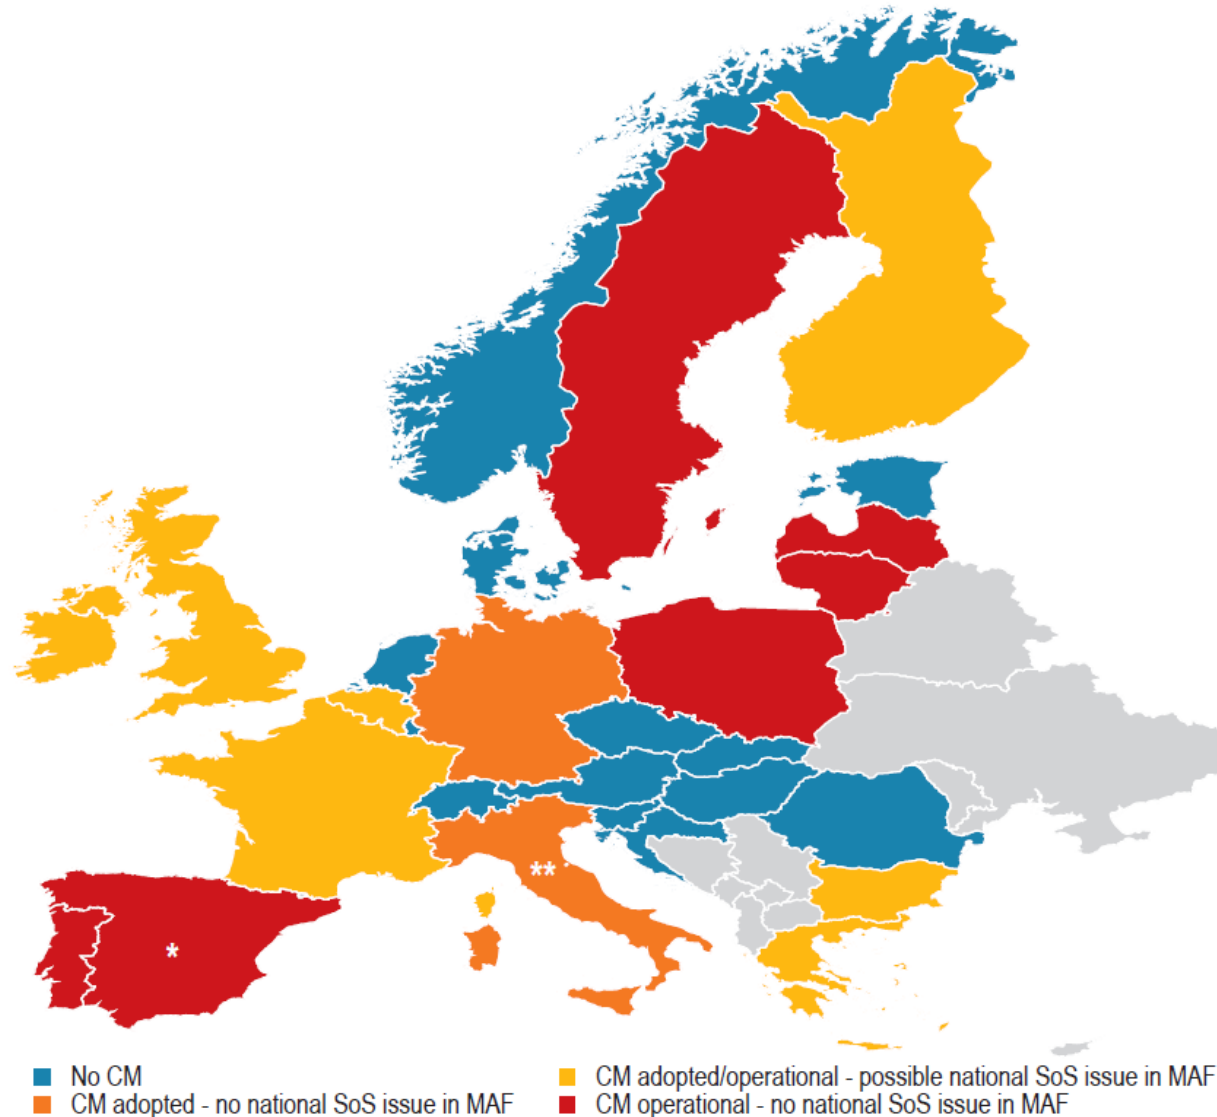 *
**
No CM
CM adopted - no national SoS issue in MAF
CM adopted/operational - possible national SoS issue in MAF
CM operational - no national SoS issue in MAF